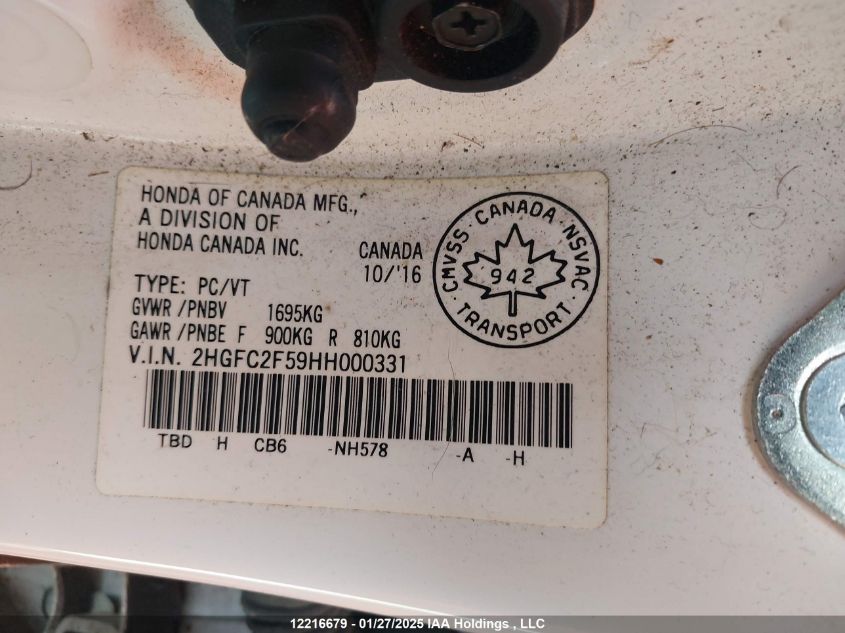 HONDA OF CANADA MFG.,
A DIVISION OF
HONDA CANADA INC.
CANADA
10/'16
CMVSS · CANADA · NSVAC
942
· TRANSPORT ·
TYPE: PC/VT
GVWR /PNBV 1695KG
GAWR /PNBE F 900KG R 810KG
V.I.N. 2HGFC2F59HH000331
TBD H CB6 -NH578 -A -H
12216679 - 01/27/2025 IAA Holdings , LLC